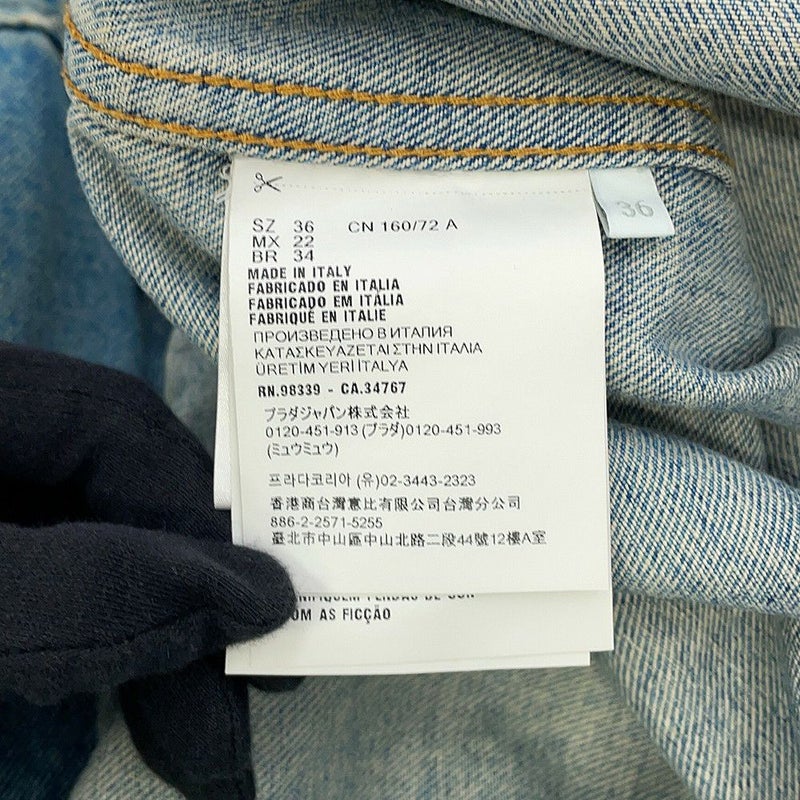 SZ 36 CN 160/72 A
MX 22
BR 34
36
MADE IN ITALY
FABRICADO EN ITALIA
FABRICADO EM ITÁLIA
FABRIQUÉ EN ITALIE
ПРОИЗВЕДЕНО В ИТАЛИЯ
ΚΑΤΑΣΚΕΥΑΖΕΤΑΙ ΣΤΗΝ ΙΤΑΛΙΑ
ÜRETİM YERİ İTALYA
RN.98339 - CA.34767
プラダジャパン株式会社
0120-451-913 (プラダ)0120-451-993
(ミュウミュウ)
프라다코리아 (유)02-3443-2323
香港商台灣意比有限公司台灣分公司
886-2-2571-5255
臺北市中山區中山北路二段44號12樓A室
AS FICÇÃO